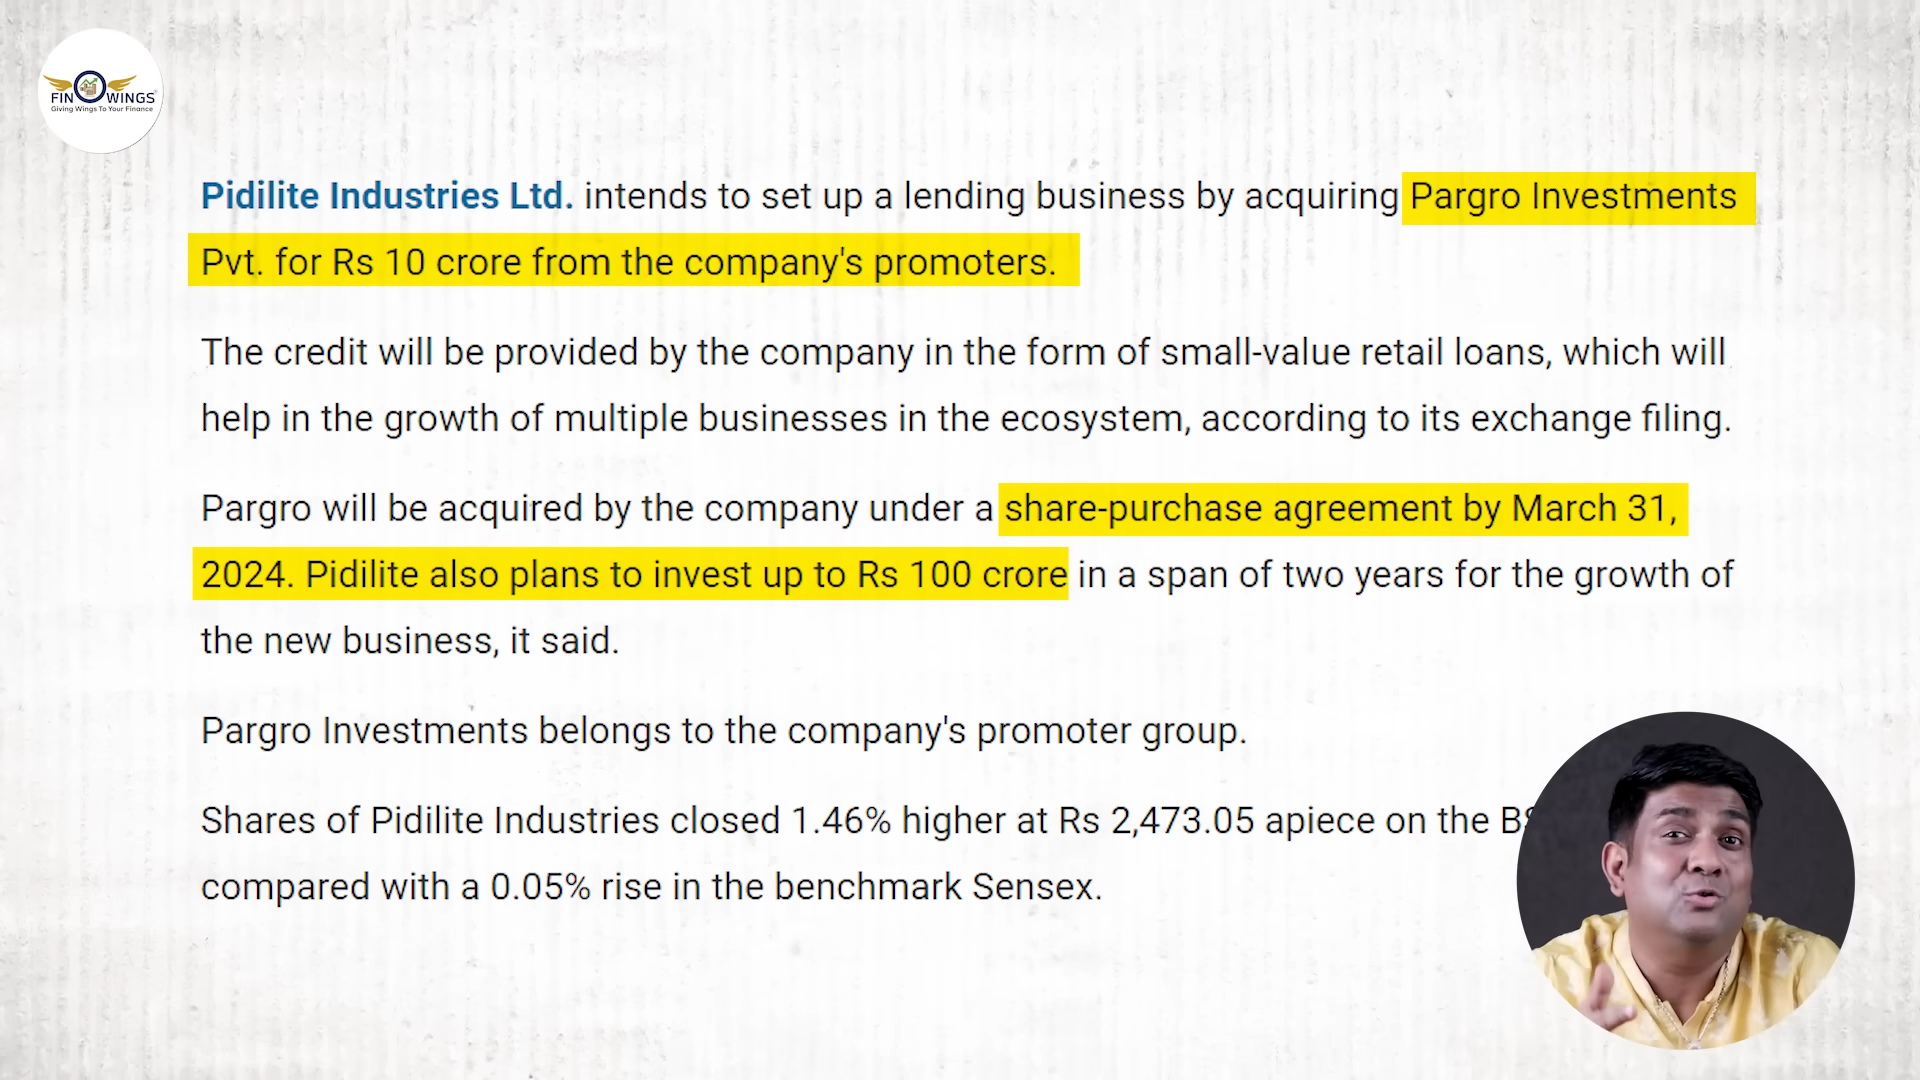 FINOWINGS
Giving Wings To Your Finance
Pidilite Industries Ltd. intends to set up a lending business by acquiring Pargro Investments
Pvt. for Rs 10 crore from the company's promoters.
The credit will be provided by the company in the form of small-value retail loans, which will
help in the growth of multiple businesses in the ecosystem, according to its exchange filing.
Pargro will be acquired by the company under a share-purchase agreement by March 31,
2024. Pidilite also plans to invest up to Rs 100 crore in a span of two years for the growth of
the new business, it said.
Pargro Investments belongs to the company's promoter group.
Shares of Pidilite Industries closed 1.46% higher at Rs 2,473.05 apiece on the
compared with a 0.05% rise in the benchmark Sensex.